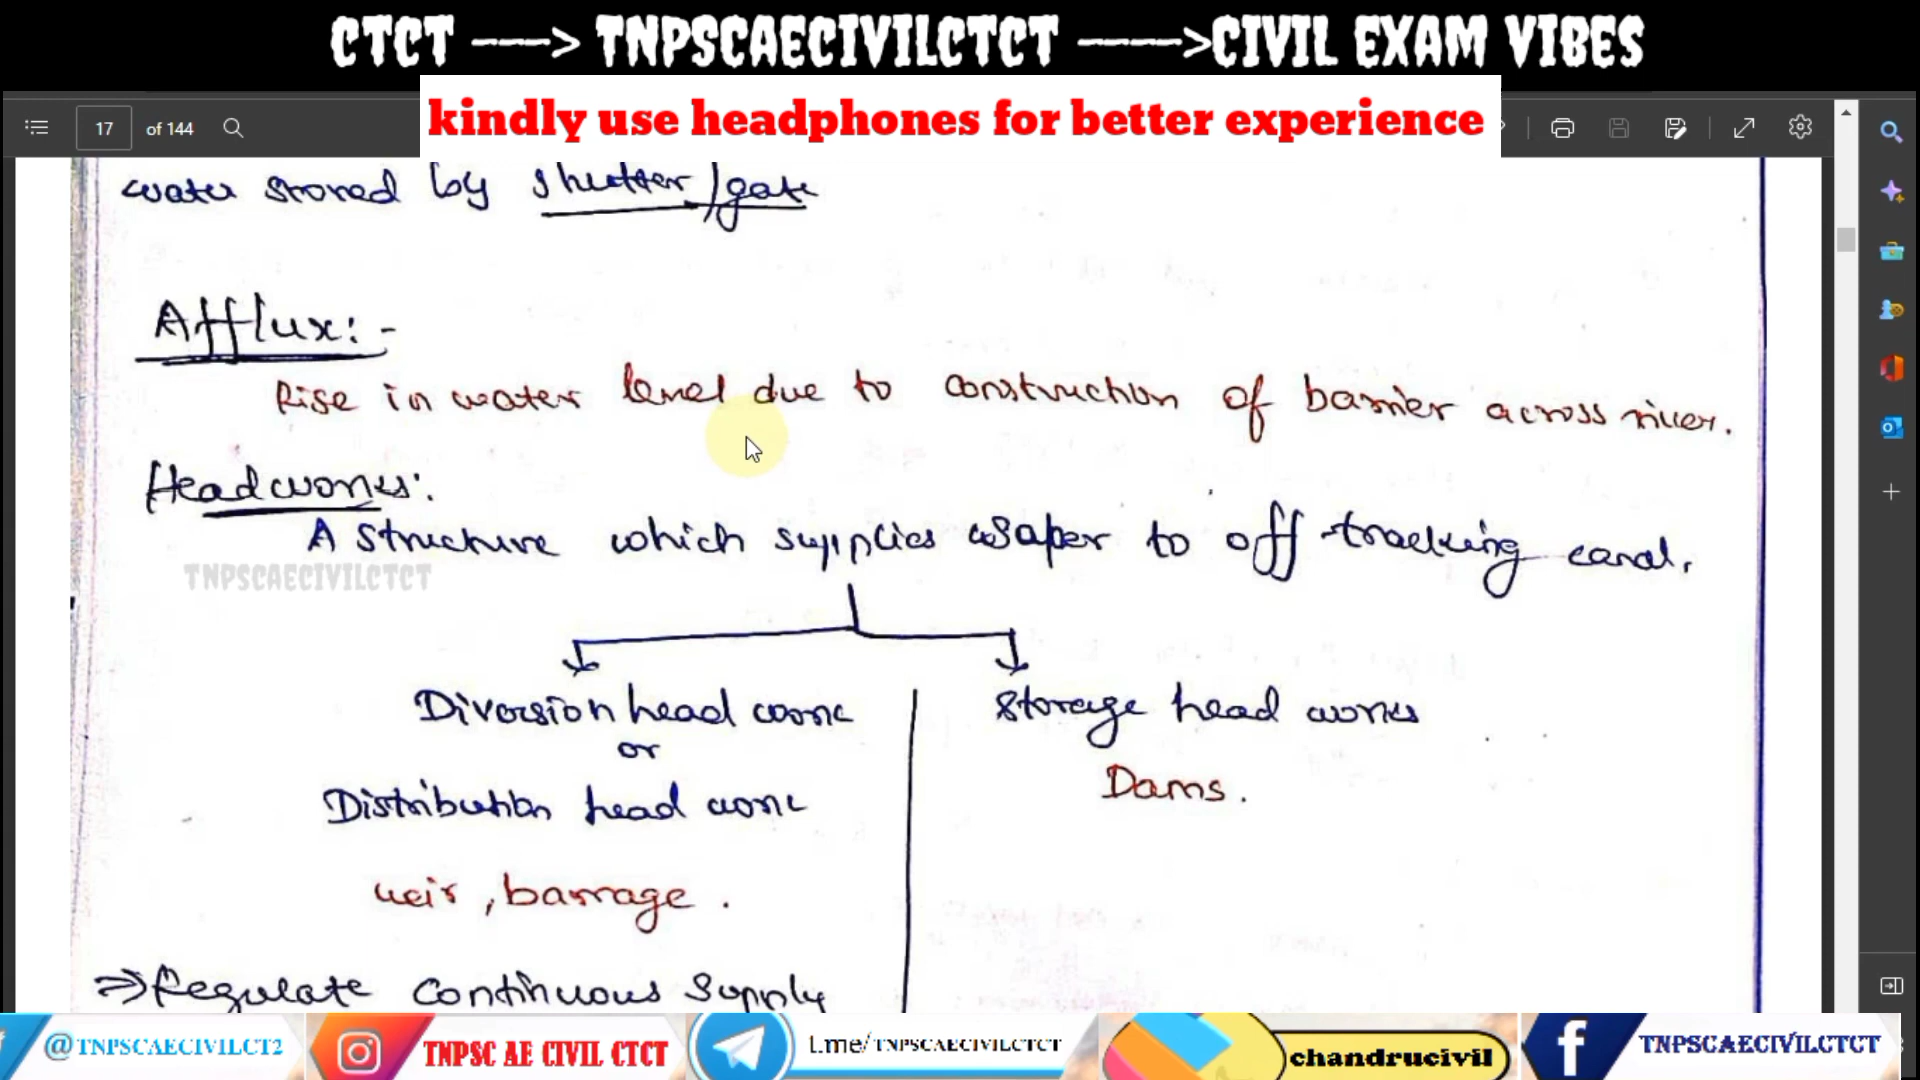 CTCT ---> TNPSCAECIVILCTCT ---->CIVIL EXAM VIBES
kindly use headphones for better experience
17 of 144
water stored by shutter/gate
Afflux:-
Rise in water level due to construction of barrier across river.
Headworks:
A structure which supplies water to off-tracking canal.
TNPSCAECIVILCTCT
Diversion head work
or
Distribution head work
weir, barrage.
Storage head works
Dams.
⇒ Regulate continuous supply
@TNPSCAECIVILCT2
TNPSC AE CIVIL CTCT
t.me/TNPSCAECIVILCTCT
chandrucivil
TNPSCAECIVILCTCT